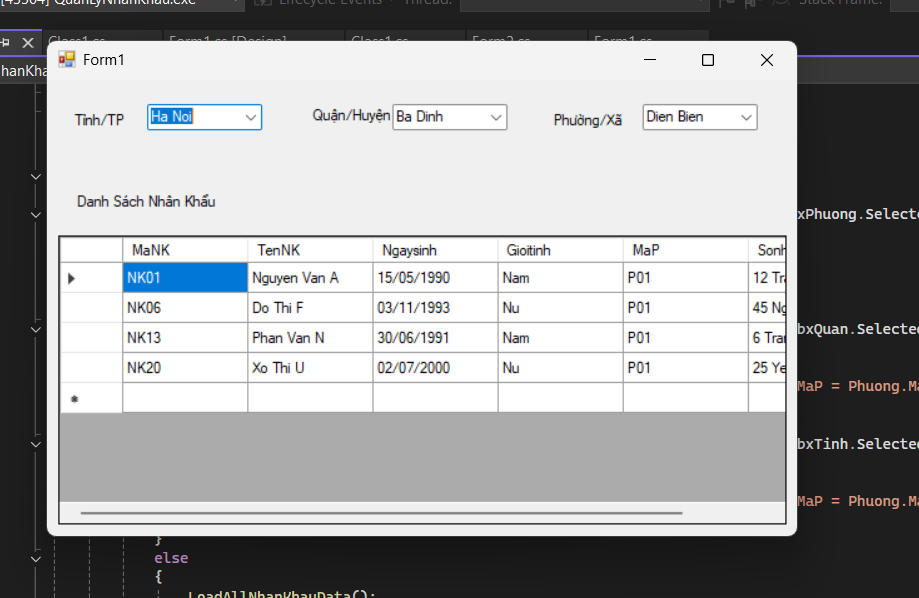 [43504] QuanLyNhanKhau.exe Lifecycle Events Thread: Stack Frame:
Class1.cs Form1.cs [Design] Class1.cs Form2.cs Form1.cs
hanKha
Form1
Tỉnh/TP Ha Noi Quận/Huyện Ba Dinh Phường/Xã Dien Bien
Danh Sách Nhân Khẩu
xPhuong.Selecte
MaNK TenNK Ngaysinh Gioitinh MaP Sonh
NK01 Nguyen Van A 15/05/1990 Nam P01 12 Tra
NK06 Do Thi F 03/11/1993 Nu P01 45 Ng
bxQuan.Selected
NK13 Phan Van N 30/06/1991 Nam P01 6 Tran
NK20 Xo Thi U 02/07/2000 Nu P01 25 Ye
MaP = Phuong.Ma
bxTinh.Selected
MaP = Phuong.Ma
}
else
{
LoadAllNhanKhauData();